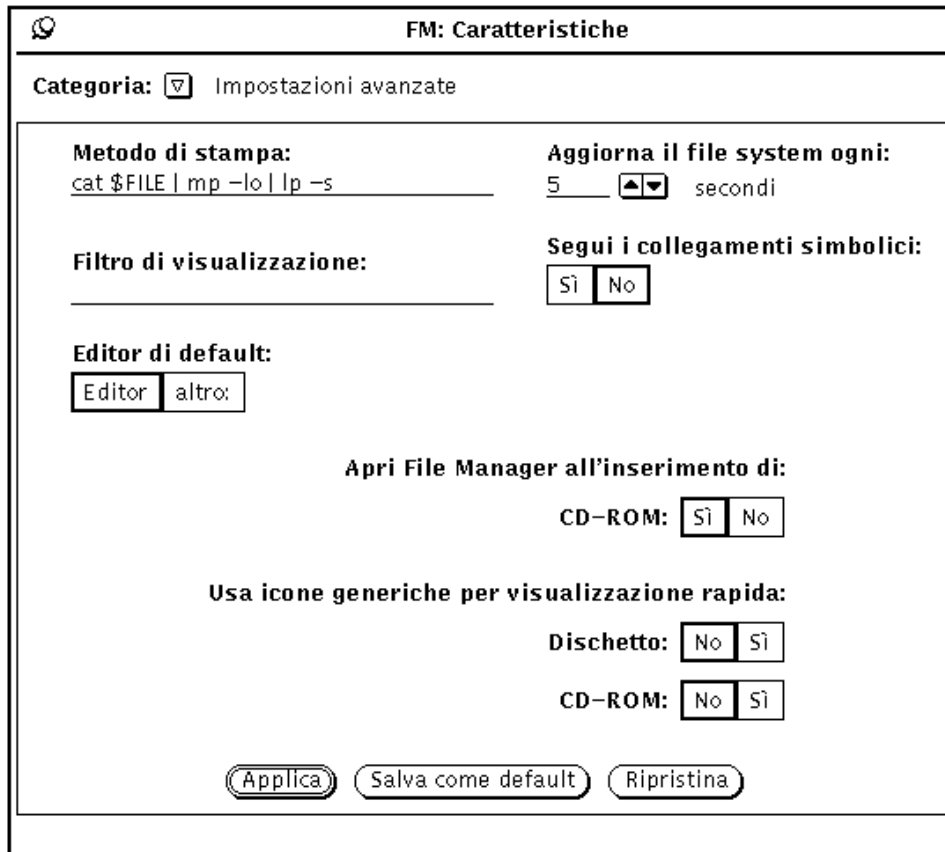 FM: Caratteristiche
Categoria: Impostazioni avanzate
Metodo di stampa:
cat $FILE | mp −lo | lp −s
Aggiorna il file system ogni:
5 secondi
Filtro di visualizzazione:
Segui i collegamenti simbolici:
Sì No
Editor di default:
Editor altro:
Apri File Manager all'inserimento di:
CD−ROM: Sì No
Usa icone generiche per visualizzazione rapida:
Dischetto: No Sì
CD−ROM: No Sì
Applica Salva come default Ripristina